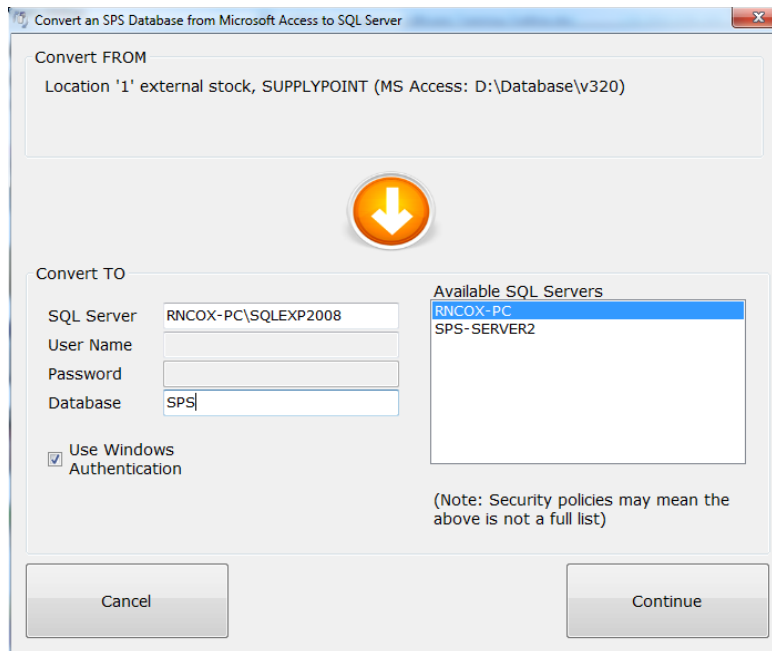 Convert an SPS Database from Microsoft Access to SQL Server
Convert FROM
Location '1' external stock, SUPPLYPOINT (MS Access: D:\Database\v320)
Convert TO
SQL Server
RNCOX-PC\SQLEXP2008
User Name
Password
Database
SPS
Use Windows
Authentication
Available SQL Servers
RNCOX-PC
SPS-SERVER2
(Note: Security policies may mean the
above is not a full list)
Cancel
Continue